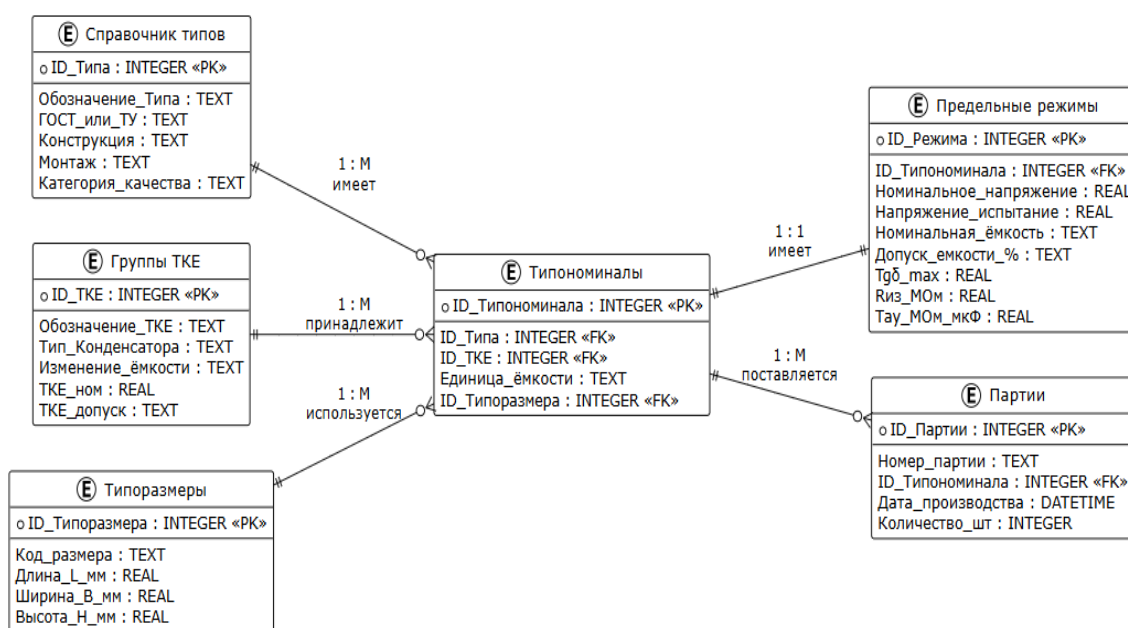 E Справочник типов
ID_Типа : INTEGER «PK»
Обозначение_Типа : TEXT
ГОСТ_или_ТУ : TEXT
Конструкция : TEXT
Монтаж : TEXT
Категория_качества : TEXT
1 : М
имеет
E Группы ТКЕ
ID_ТКЕ : INTEGER «PK»
Обозначение_ТКЕ : TEXT
Тип_Конденсатора : TEXT
Изменение_ёмкости : TEXT
ТКЕ_ном : REAL
ТКЕ_допуск : TEXT
1 : М
принадлежит
E Типоразмеры
ID_Типоразмера : INTEGER «PK»
Код_размера : TEXT
Длина_L_мм : REAL
Ширина_B_мм : REAL
Высота_H_мм : REAL
1 : М
используется
E Типономиналы
ID_Типономинала : INTEGER «PK»
ID_Типа : INTEGER «FK»
ID_ТКЕ : INTEGER «FK»
Единица_ёмкости : TEXT
ID_Типоразмера : INTEGER «FK»
1 : 1
имеет
E Предельные режимы
ID_Режима : INTEGER «PK»
ID_Типономинала : INTEGER «FK»
Номинальное_напряжение : REAL
Напряжение_испытание : REAL
Номинальная_ёмкость : TEXT
Допуск_емкости_% : TEXT
Tgδ_max : REAL
Rиз_МОм : REAL
Тау_МОм_мкФ : REAL
1 : М
поставляется
E Партии
ID_Партии : INTEGER «PK»
Номер_партии : TEXT
ID_Типономинала : INTEGER «FK»
Дата_производства : DATETIME
Количество_шт : INTEGER